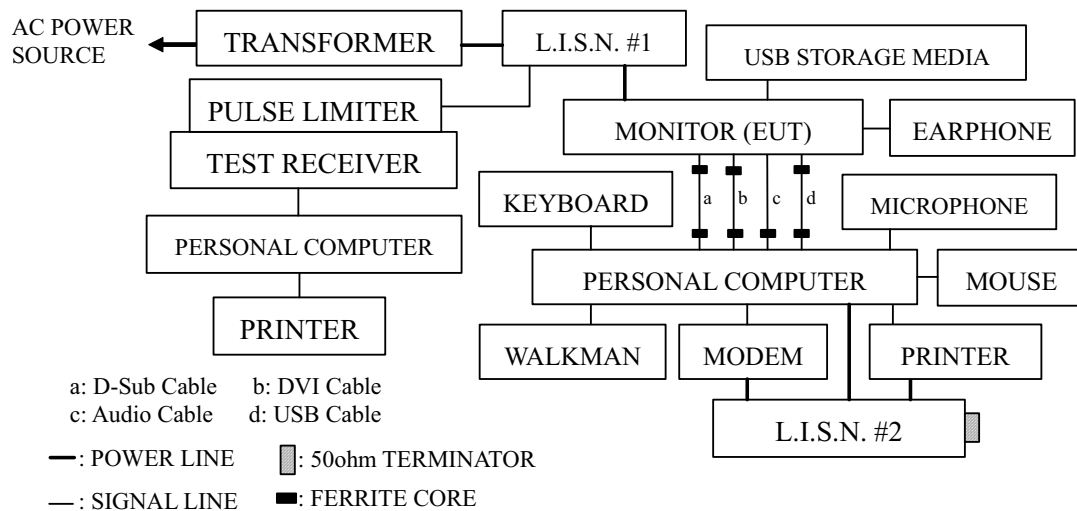 AC POWER
SOURCE
TRANSFORMER
L.I.S.N. #1
USB STORAGE MEDIA
PULSE LIMITER
MONITOR (EUT)
EARPHONE
TEST RECEIVER
KEYBOARD
a
b
c
d
MICROPHONE
PERSONAL COMPUTER
PERSONAL COMPUTER
MOUSE
PRINTER
WALKMAN
MODEM
PRINTER
a: D-Sub Cable b: DVI Cable
c: Audio Cable d: USB Cable
L.I.S.N. #2
: POWER LINE
: 50ohm TERMINATOR
: SIGNAL LINE
: FERRITE CORE